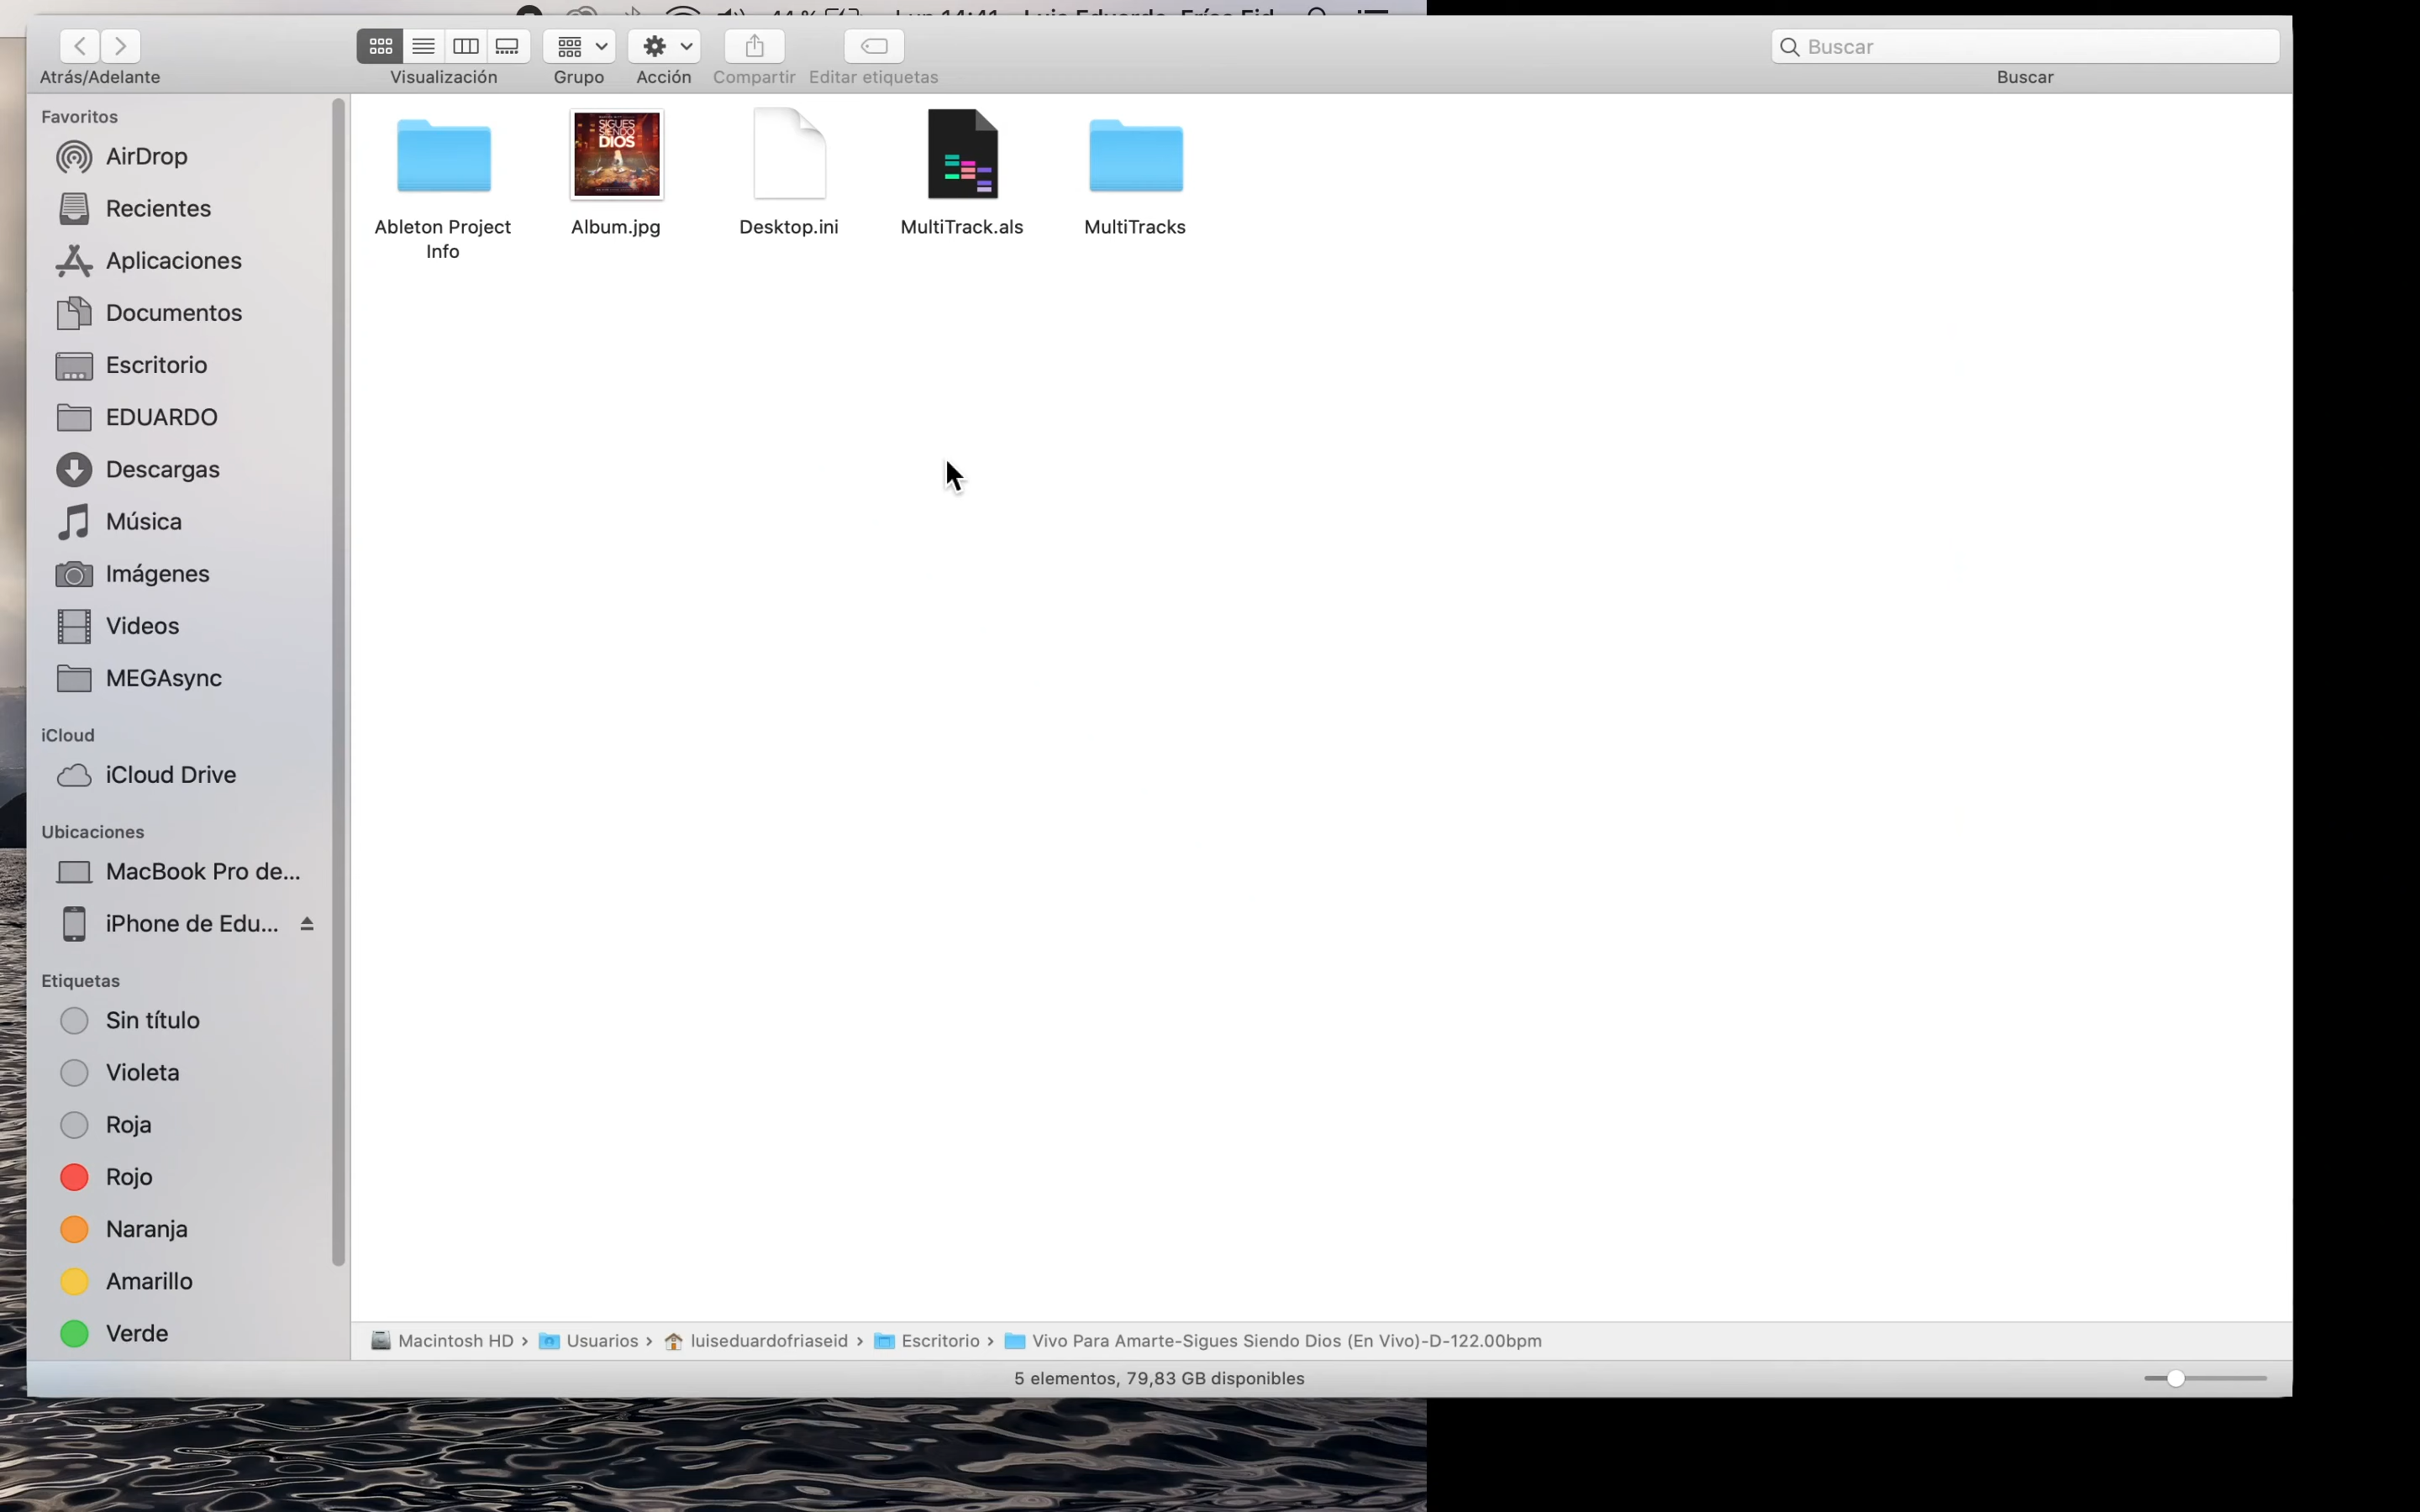 Atrás/Adelante
Visualización
Grupo
Acción
Compartir
Editar etiquetas
Buscar
Buscar
Favoritos
AirDrop
Recientes
Aplicaciones
Documentos
Escritorio
EDUARDO
Descargas
Música
Imágenes
Videos
MEGAsync
iCloud
iCloud Drive
Ubicaciones
MacBook Pro de...
iPhone de Edu...
Etiquetas
Sin título
Violeta
Roja
Rojo
Naranja
Amarillo
Verde
Ableton Project
Info
SIGUES
SIENDO
DIOS
Album.jpg
Desktop.ini
MultiTrack.als
MultiTracks
Macintosh HD › Usuarios › luiseduardofriaseid › Escritorio › Vivo Para Amarte-Sigues Siendo Dios (En Vivo)-D-122.00bpm
5 elementos, 79,83 GB disponibles